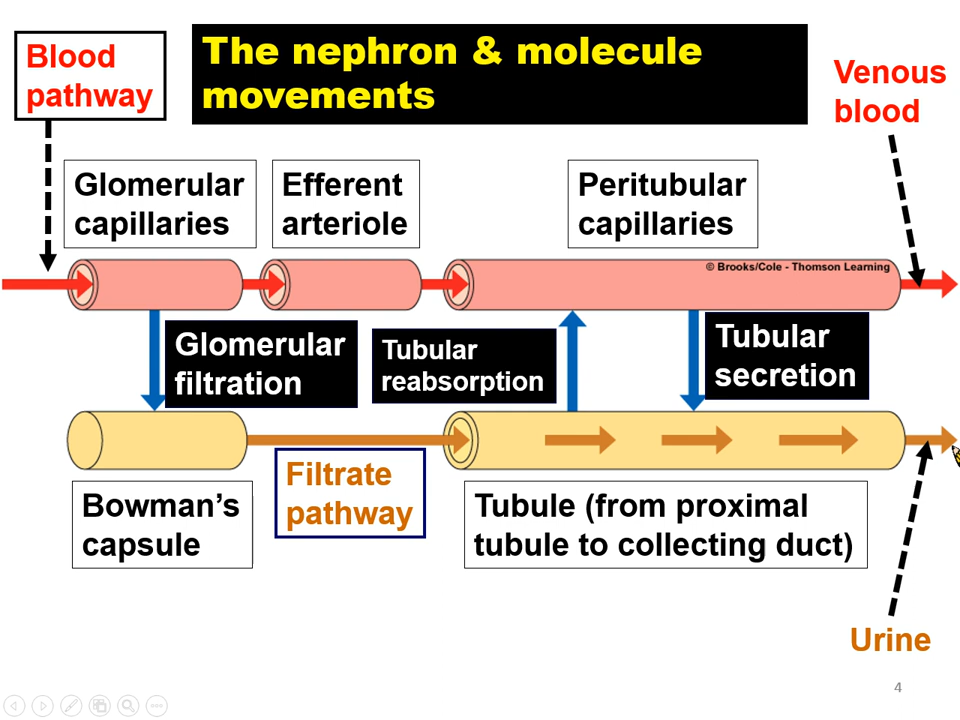 The nephron & molecule
movements
Blood
pathway
Venous
blood
Glomerular
capillaries
Efferent
arteriole
Peritubular
capillaries
© Brooks/Cole - Thomson Learning
Glomerular
filtration
Tubular
reabsorption
Tubular
secretion
Filtrate
pathway
Bowman’s
capsule
Tubule (from proximal
tubule to collecting duct)
Urine
4